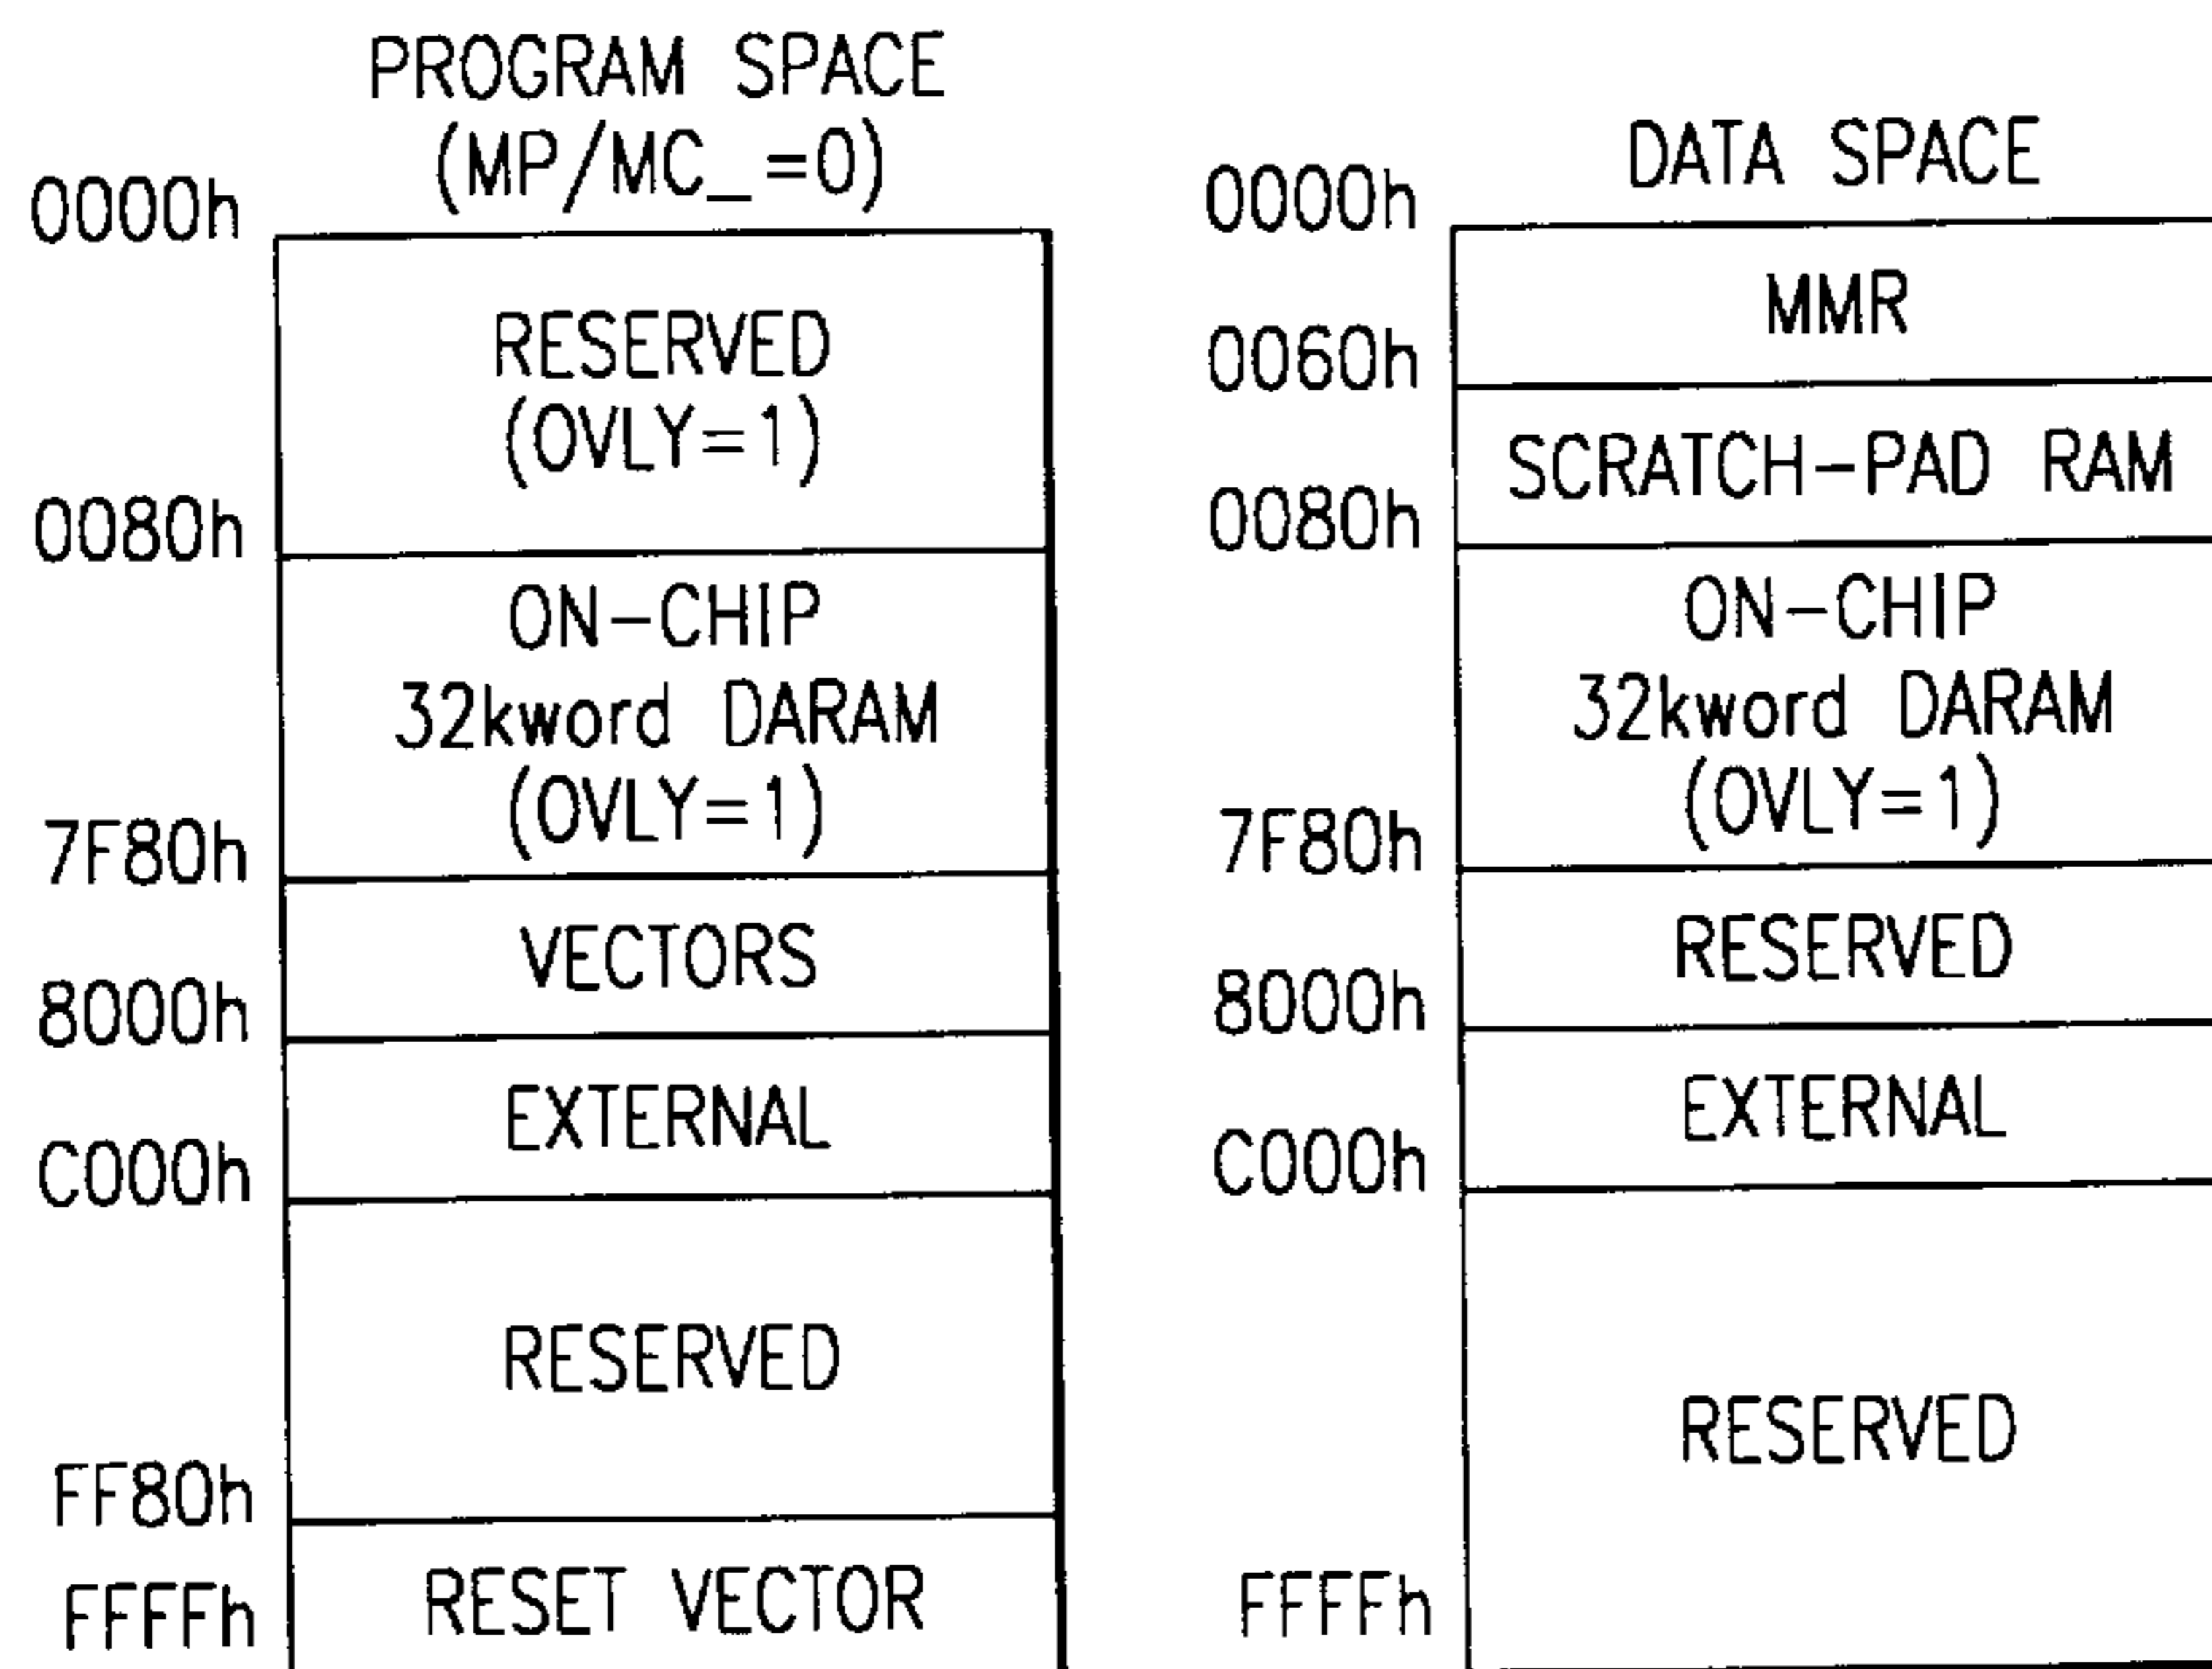 PROGRAM SPACE
(MP/MC_=0)
0000h
RESERVED
(OVLY=1)
0080h
ON-CHIP
32kword DARAM
(OVLY=1)
7F80h
VECTORS
8000h
EXTERNAL
C000h
RESERVED
FF80h
RESET VECTOR
FFFFh
DATA SPACE
0000h
MMR
0060h
SCRATCH-PAD RAM
0080h
ON-CHIP
32kword DARAM
(OVLY=1)
7F80h
RESERVED
8000h
EXTERNAL
C000h
RESERVED
FFFFh